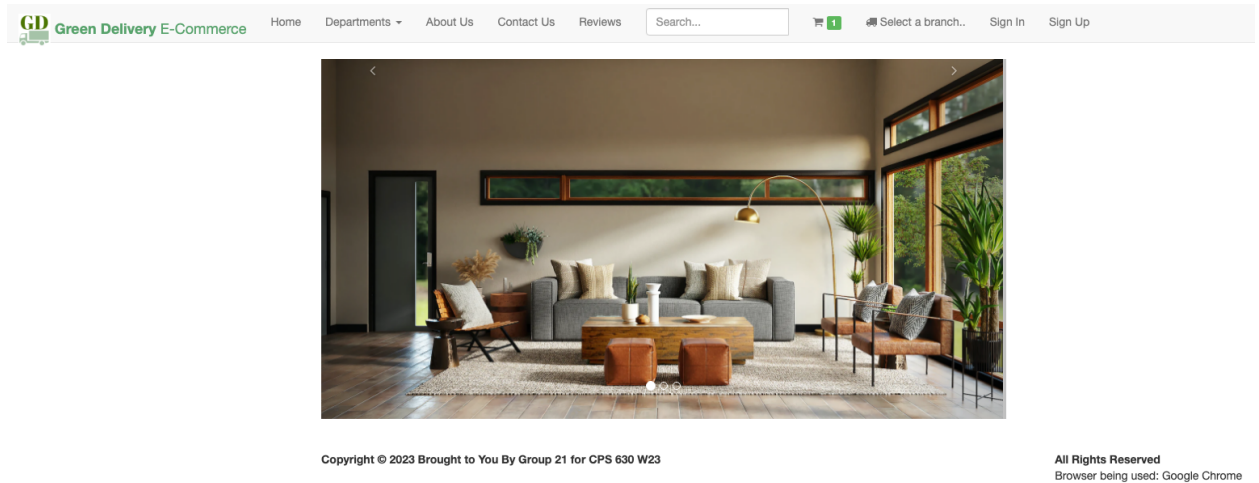 GD Green Delivery E-Commerce Home Departments About Us Contact Us Reviews Search... 1 Select a branch.. Sign In Sign Up
Copyright © 2023 Brought to You By Group 21 for CPS 630 W23
All Rights Reserved
Browser being used: Google Chrome